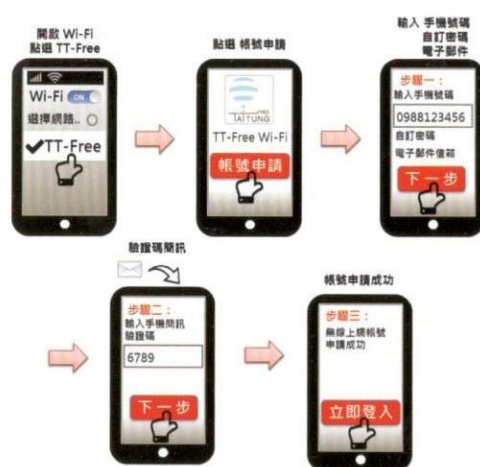 開啟 Wi-Fi
點選 TT-Free
Wi-Fi ON
選擇網路..
TT-Free
點選 帳號申請
FREE
TAITUNG
TT-Free Wi-Fi
帳號申請
輸入 手機號碼
自訂密碼
電子郵件
步驟一：
輸入手機號碼
0988123456
自訂密碼
電子郵件信箱
下一步
驗證碼簡訊
步驟二：
輸入手機簡訊
驗證碼
6789
下一步
帳號申請成功
步驟三：
無線上網帳號
申請成功
立即登入